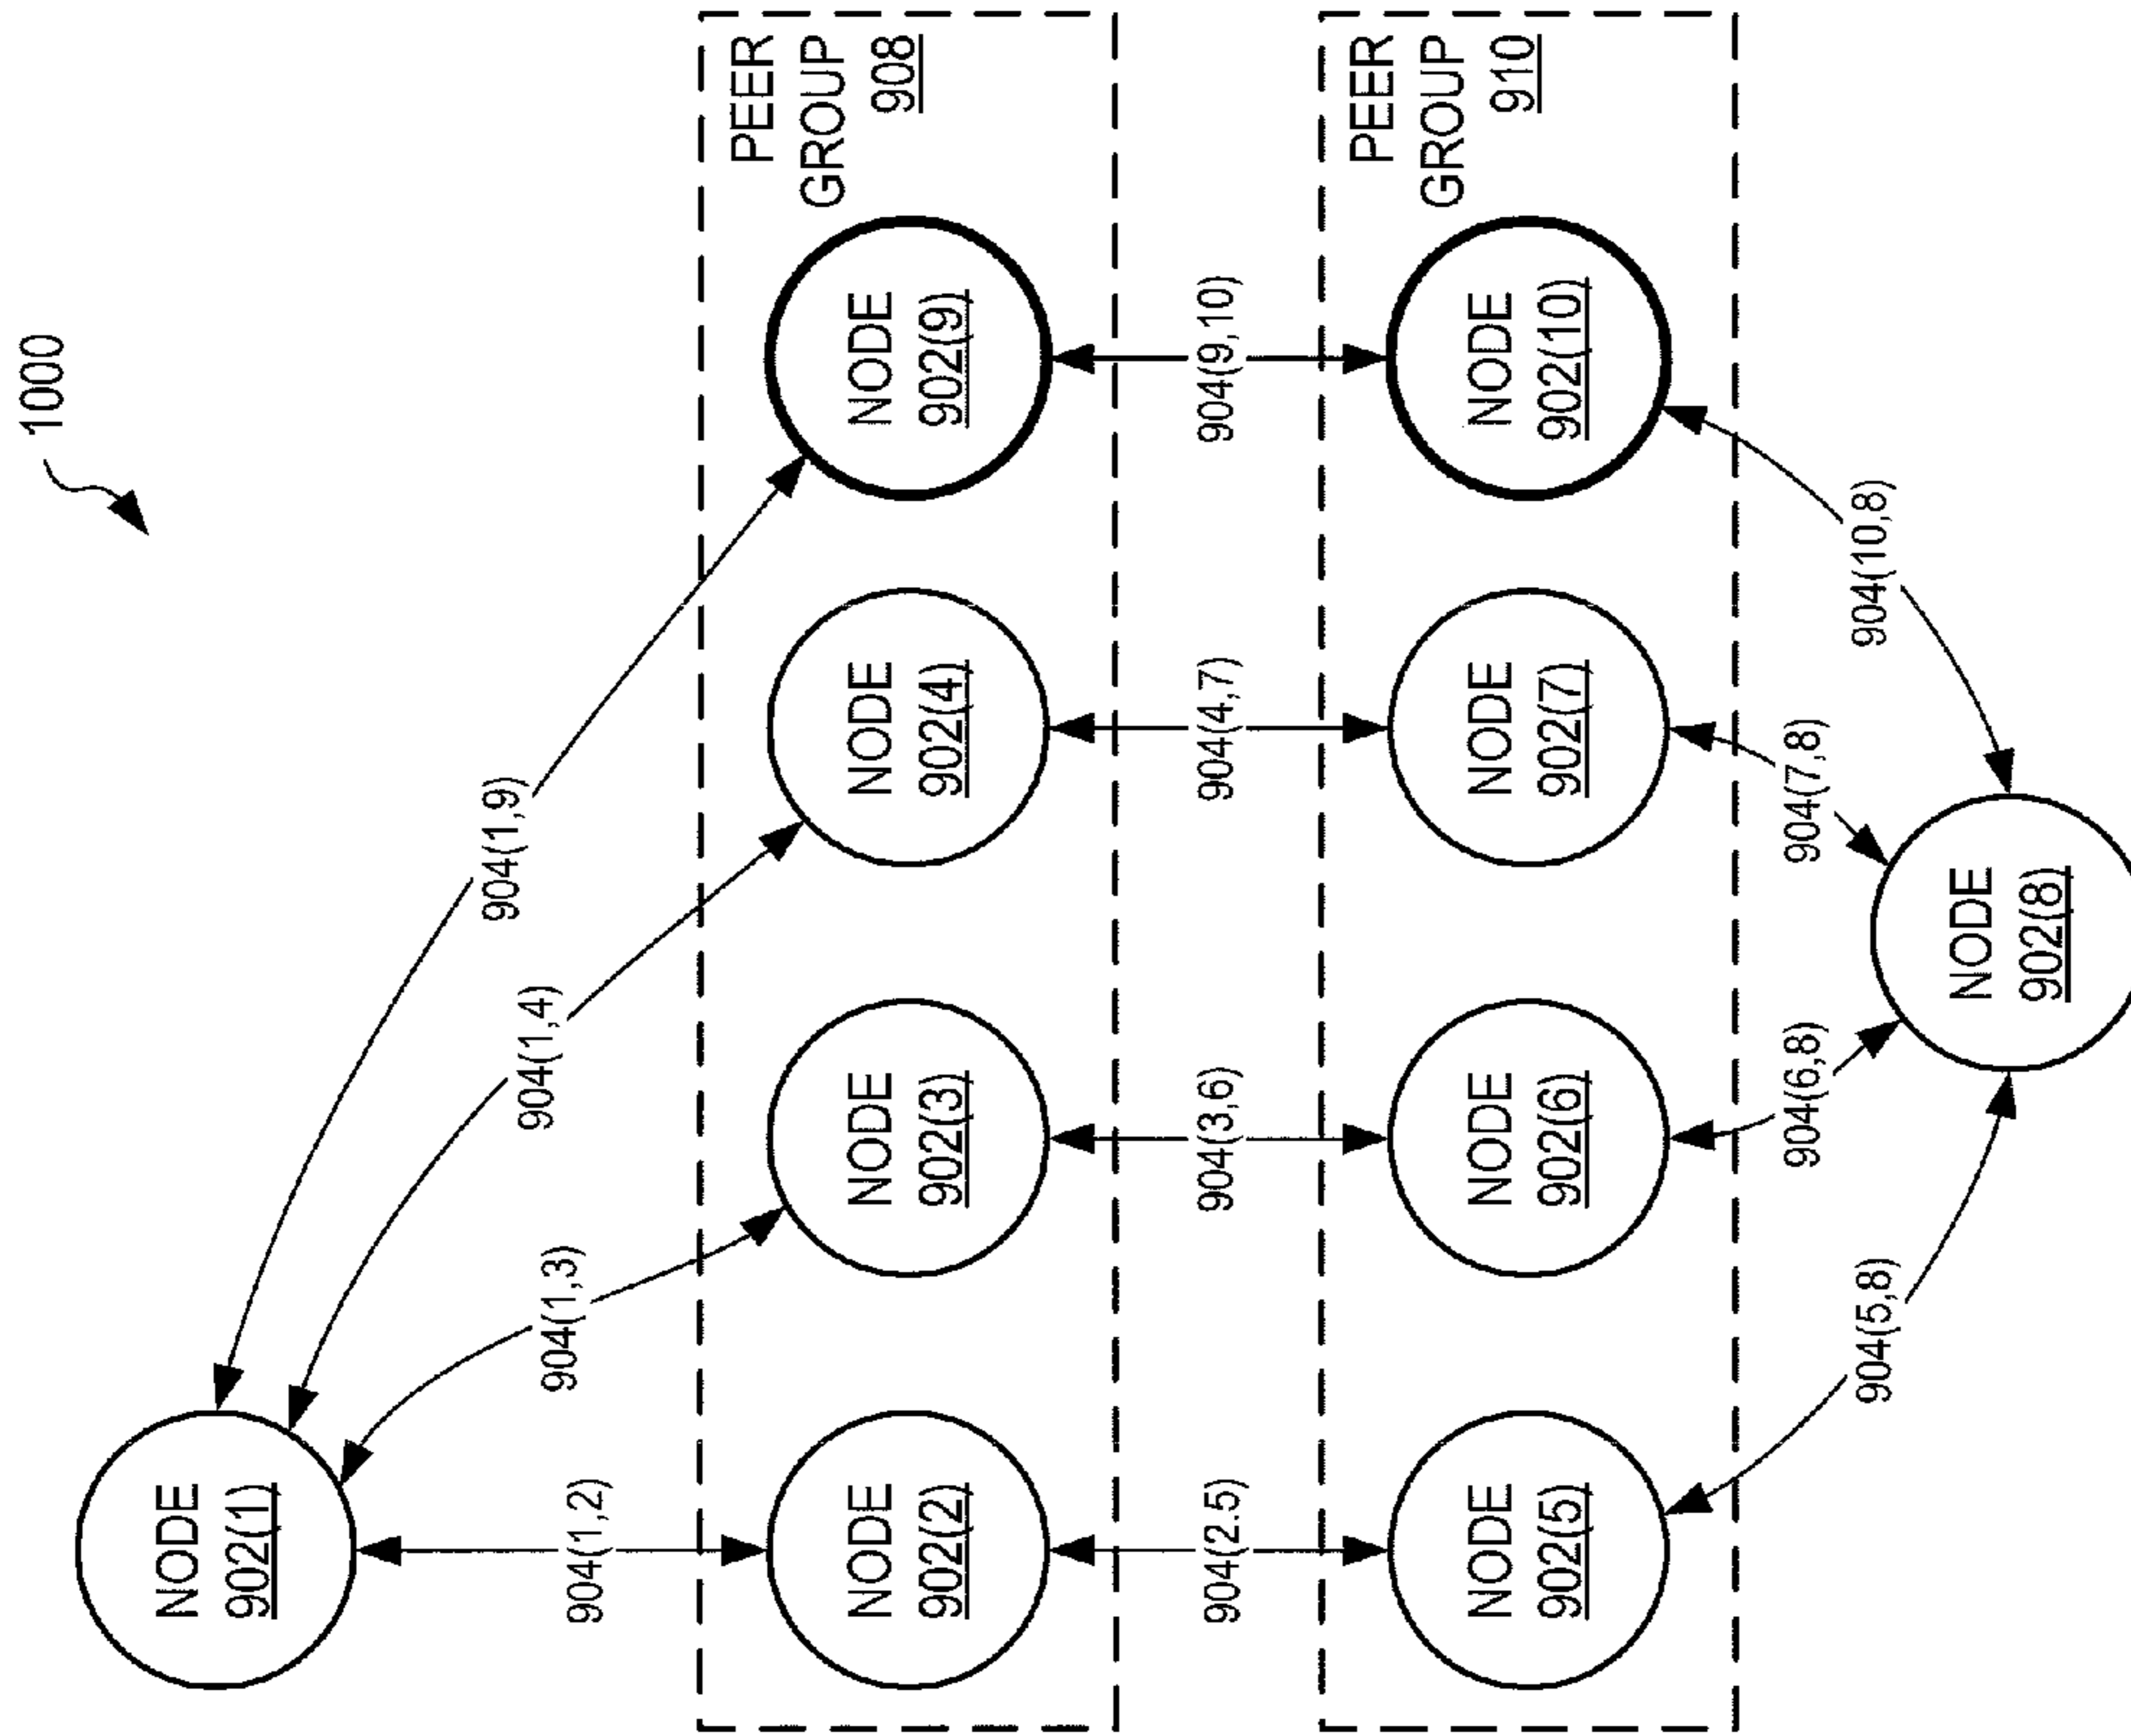 1000
NODE
902(1)
904(1,2)
904(1,3)
904(1,4)
904(1,9)
NODE
902(2)
NODE
902(3)
NODE
902(4)
NODE
902(9)
PEER
GROUP
908
904(2.5)
904(3,6)
904(4,7)
904(9,10)
NODE
902(5)
NODE
902(6)
NODE
902(7)
NODE
902(10)
PEER
GROUP
910
904(5,8)
904(6,8)
904(7,8)
904(10,8)
NODE
902(8)